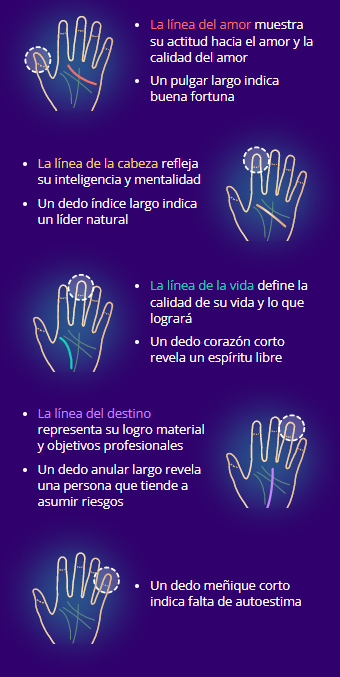 • La línea del amor muestra
su actitud hacia el amor y la
calidad del amor
• Un pulgar largo indica
buena fortuna
• La línea de la cabeza refleja
su inteligencia y mentalidad
• Un dedo índice largo indica
un líder natural
• La línea de la vida define la
calidad de su vida y lo que
logrará
• Un dedo corazón corto
revela un espíritu libre
• La línea del destino
representa su logro material
y objetivos profesionales
• Un dedo anular largo revela
una persona que tiende a
asumir riesgos
• Un dedo meñique corto
indica falta de autoestima